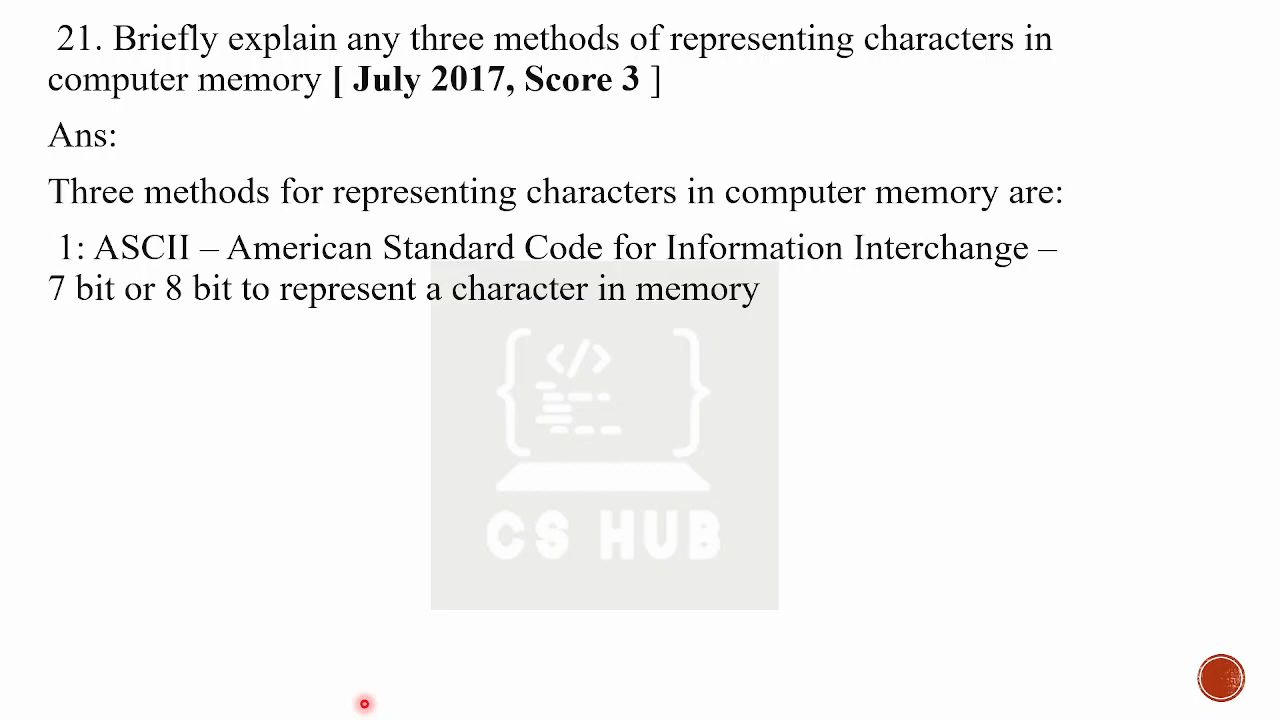 21. Briefly explain any three methods of representing characters in
computer memory [ July 2017, Score 3 ]
Ans:
Three methods for representing characters in computer memory are:
1: ASCII – American Standard Code for Information Interchange –
7 bit or 8 bit to represent a character in memory
</>
CS HUB